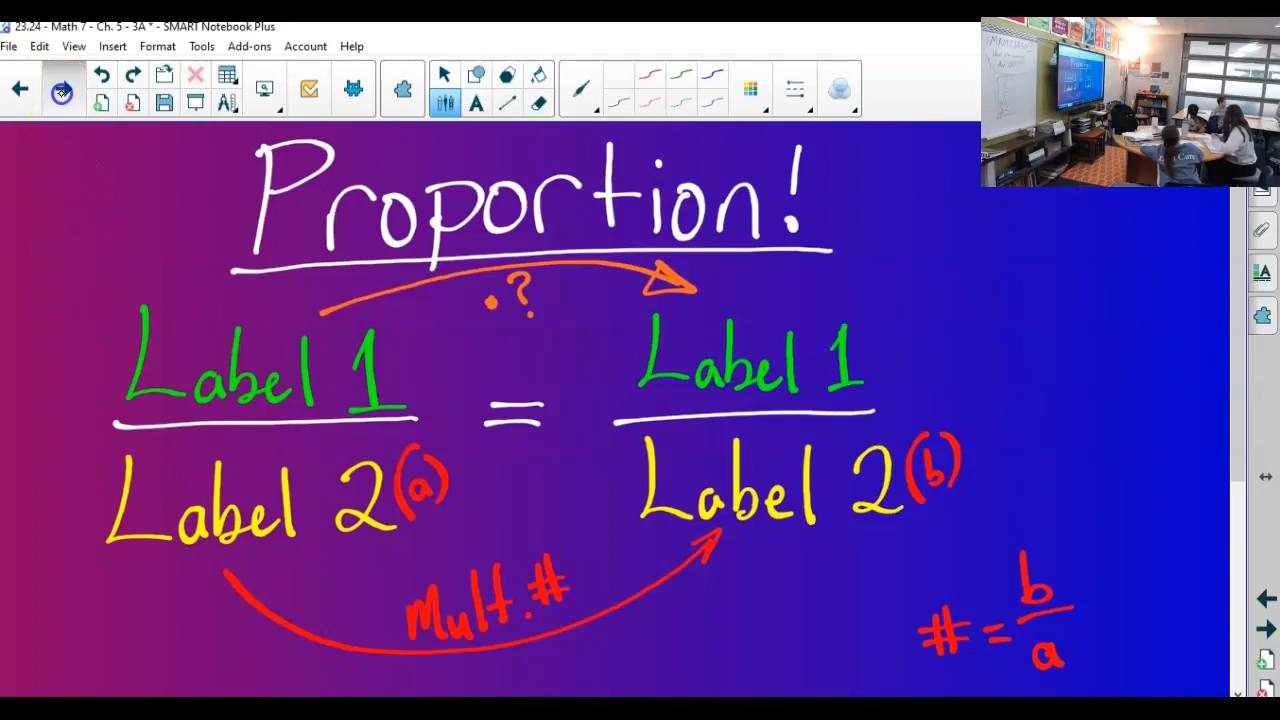 23.24 - Math 7 - Ch. 5 - 3A * - SMART Notebook Plus
File Edit View Insert Format Tools Add-ons Account Help
Proportion!
. ?
Label 1 = Label 1
Label 2 (a) Label 2 (b)
Mult. #
# = b
a